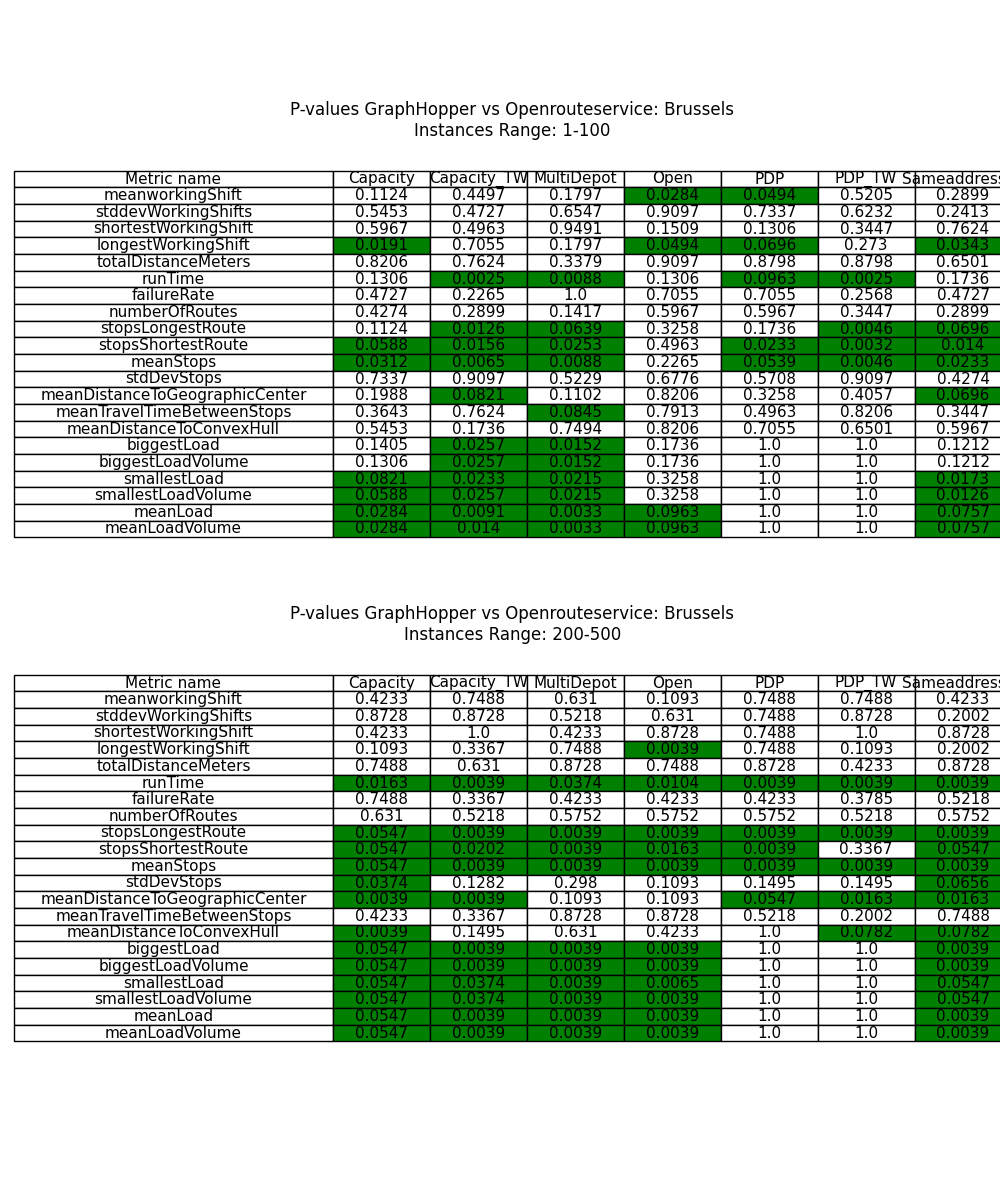 P-values GraphHopper vs Openrouteservice: Brussels
Instances Range: 1-100
Metric name Capacity Capacity_TW MultiDepot Open PDP PDP_TW Sameaddress
meanworkingShift 0.1124 0.4497 0.1797 0.0284 0.0494 0.5205 0.2899
stddevWorkingShifts 0.5453 0.4727 0.6547 0.9097 0.7337 0.6232 0.2413
shortestWorkingShift 0.5967 0.4963 0.9491 0.1509 0.1306 0.3447 0.7624
longestWorkingShift 0.0191 0.7055 0.1797 0.0494 0.0696 0.273 0.0343
totalDistanceMeters 0.8206 0.7624 0.3379 0.9097 0.8798 0.8798 0.6501
runTime 0.1306 0.0025 0.0088 0.1306 0.0963 0.0025 0.1736
failureRate 0.4727 0.2265 1.0 0.7055 0.7055 0.2568 0.4727
numberOfRoutes 0.4274 0.2899 0.1417 0.5967 0.5967 0.3447 0.2899
stopsLongestRoute 0.1124 0.0126 0.0639 0.3258 0.1736 0.0046 0.0696
stopsShortestRoute 0.0588 0.0156 0.0253 0.4963 0.0233 0.0032 0.014
meanStops 0.0312 0.0065 0.0088 0.2265 0.0539 0.0046 0.0233
stdDevStops 0.7337 0.9097 0.5229 0.6776 0.5708 0.9097 0.4274
meanDistanceToGeographicCenter 0.1988 0.0821 0.1102 0.8206 0.3258 0.4057 0.0696
meanTravelTimeBetweenStops 0.3643 0.7624 0.0845 0.7913 0.4963 0.8206 0.3447
meanDistanceToConvexHull 0.5453 0.1736 0.7494 0.8206 0.7055 0.6501 0.5967
biggestLoad 0.1405 0.0257 0.0152 0.1736 1.0 1.0 0.1212
biggestLoadVolume 0.1306 0.0257 0.0152 0.1736 1.0 1.0 0.1212
smallestLoad 0.0821 0.0233 0.0215 0.3258 1.0 1.0 0.0173
smallestLoadVolume 0.0588 0.0257 0.0215 0.3258 1.0 1.0 0.0126
meanLoad 0.0284 0.0091 0.0033 0.0963 1.0 1.0 0.0757
meanLoadVolume 0.0284 0.014 0.0033 0.0963 1.0 1.0 0.0757
P-values GraphHopper vs Openrouteservice: Brussels
Instances Range: 200-500
Metric name Capacity Capacity_TW MultiDepot Open PDP PDP_TW Sameaddress
meanworkingShift 0.4233 0.7488 0.631 0.1093 0.7488 0.7488 0.4233
stddevWorkingShifts 0.8728 0.8728 0.5218 0.631 0.7488 0.8728 0.2002
shortestWorkingShift 0.4233 1.0 0.4233 0.8728 0.7488 1.0 0.8728
longestWorkingShift 0.1093 0.3367 0.7488 0.0039 0.7488 0.1093 0.2002
totalDistanceMeters 0.7488 0.631 0.8728 0.7488 0.8728 0.4233 0.8728
runTime 0.0163 0.0039 0.0374 0.0104 0.0039 0.0039 0.0039
failureRate 0.7488 0.3367 0.4233 0.4233 0.4233 0.3785 0.5218
numberOfRoutes 0.631 0.5218 0.5752 0.5752 0.5752 0.5218 0.5752
stopsLongestRoute 0.0547 0.0039 0.0039 0.0039 0.0039 0.0039 0.0039
stopsShortestRoute 0.0547 0.0202 0.0039 0.0163 0.0039 0.3367 0.0547
meanStops 0.0547 0.0039 0.0039 0.0039 0.0039 0.0039 0.0039
stdDevStops 0.0374 0.1282 0.298 0.1093 0.1495 0.1495 0.0656
meanDistanceToGeographicCenter 0.0039 0.0039 0.1093 0.1093 0.0547 0.0163 0.0163
meanTravelTimeBetweenStops 0.4233 0.3367 0.8728 0.8728 0.5218 0.2002 0.7488
meanDistanceToConvexHull 0.0039 0.1495 0.631 0.4233 1.0 0.0782 0.0782
biggestLoad 0.0547 0.0039 0.0039 0.0039 1.0 1.0 0.0039
biggestLoadVolume 0.0547 0.0039 0.0039 0.0039 1.0 1.0 0.0039
smallestLoad 0.0547 0.0374 0.0039 0.0065 1.0 1.0 0.0547
smallestLoadVolume 0.0547 0.0374 0.0039 0.0039 1.0 1.0 0.0547
meanLoad 0.0547 0.0039 0.0039 0.0039 1.0 1.0 0.0039
meanLoadVolume 0.0547 0.0039 0.0039 0.0039 1.0 1.0 0.0039